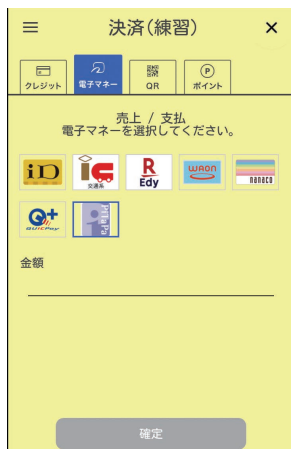 決済(練習)
クレジット
電子マネー
QR
P
ポイント
売上 / 支払
電子マネーを選択してください。
iD
ic
交通系
R
Edy
WAON
nanaco
Q+
QUICPay
PiTaPa
金額
確定